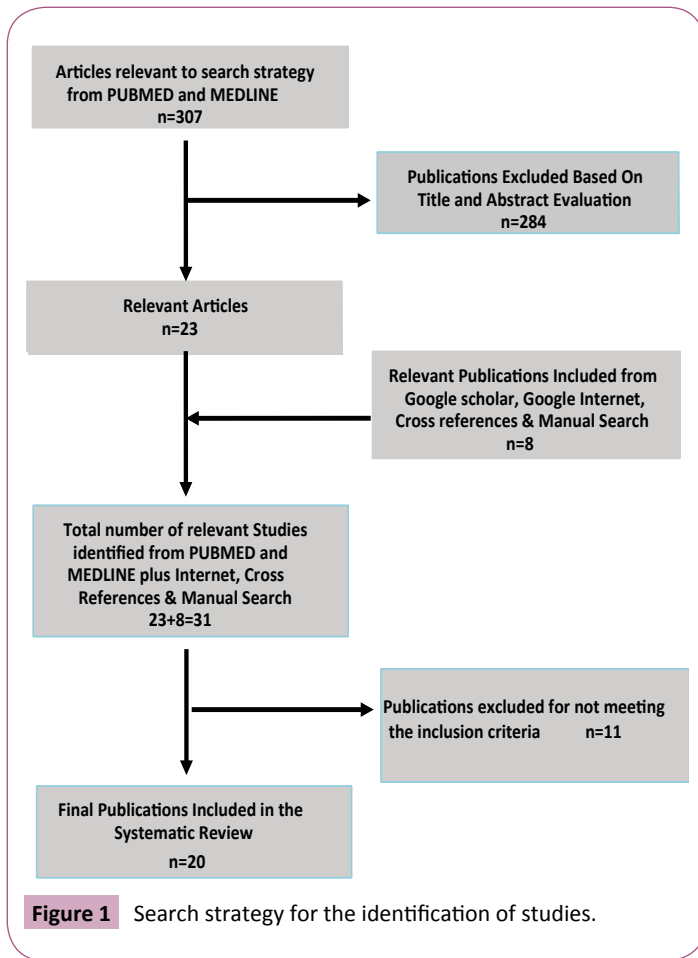 Articles relevant to search strategy
from PUBMED and MEDLINE
n=307
Publications Excluded Based On
Title and Abstract Evaluation
n=284
Relevant Articles
n=23
Relevant Publications Included from
Google scholar, Google Internet,
Cross references & Manual Search
n=8
Total number of relevant Studies
identified from PUBMED and
MEDLINE plus Internet, Cross
References & Manual Search
23+8=31
Publications excluded for not meeting
the inclusion criteria n=11
Final Publications Included in the
Systematic Review
n=20
Figure 1 Search strategy for the identification of studies.